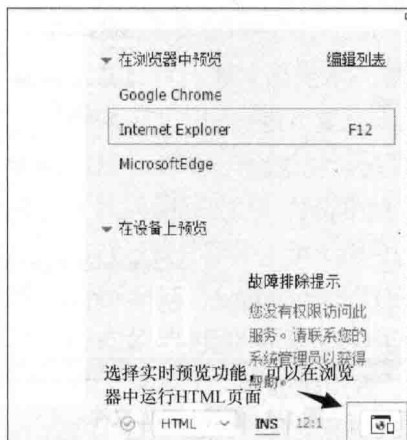 在浏览器中预览 编辑列表
Google Chrome
Internet Explorer F12
MicrosoftEdge
在设备上预览
故障排除提示
您没有权限访问此
服务。请联系您的
系统管理员以获得
帮助。
选择实时预览功能，可以在浏览
器中运行HTML页面
HTML INS 12:1